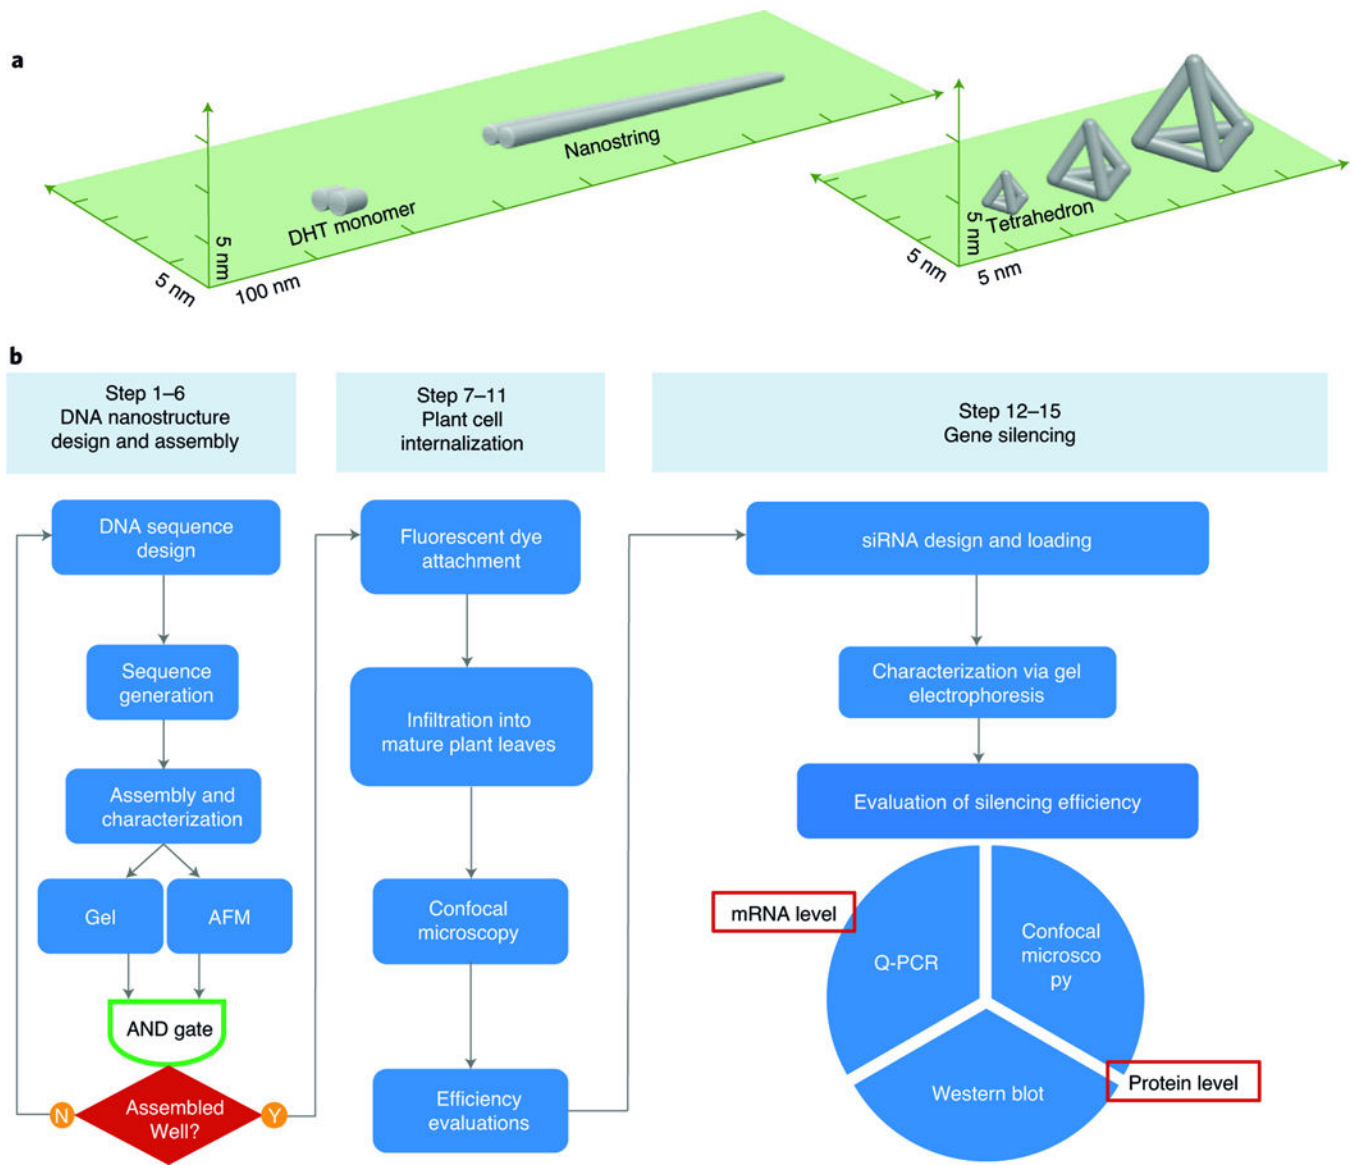 a
Nanostring
DHT monomer
5 nm
5 nm
100 nm
Tetrahedron
5 nm
5 nm
5 nm
b
Step 1–6
DNA nanostructure
design and assembly
Step 7–11
Plant cell
internalization
Step 12–15
Gene silencing
DNA sequence
design
Sequence
generation
Assembly and
characterization
Gel
AFM
AND gate
N
Assembled
Well?
Y
Fluorescent dye
attachment
Infiltration into
mature plant leaves
Confocal
microscopy
Efficiency
evaluations
siRNA design and loading
Characterization via gel
electrophoresis
Evaluation of silencing efficiency
mRNA level
Q-PCR
Confocal
microsco
py
Western blot
Protein level